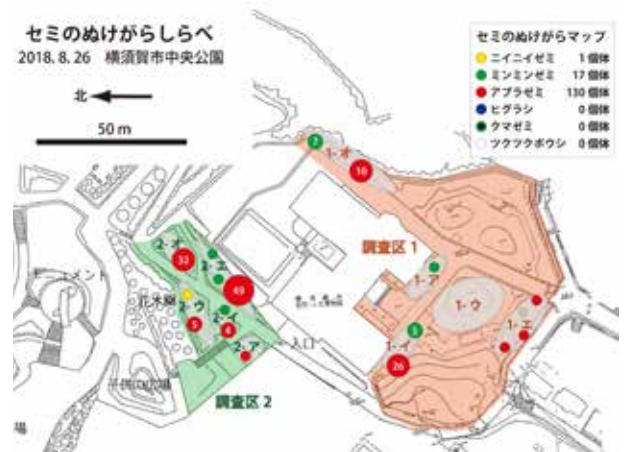 セミのぬけがらしらべ
2018. 8. 26 横須賀市中央公園
北
50 m
セミのぬけがらマップ
ニイニイゼミ 1 個体
ミンミンゼミ 17 個体
アブラゼミ 130 個体
ヒグラシ 0 個体
クマゼミ 0 個体
ツクツクボウシ 0 個体
7
1-オ
10
調査区 1
1-ア
1-ウ
1-エ
1-イ
26
2-オ
2-エ
49
2-ウ
5
2-イ
4
2-ア
入口
花木園
調査区 2
場